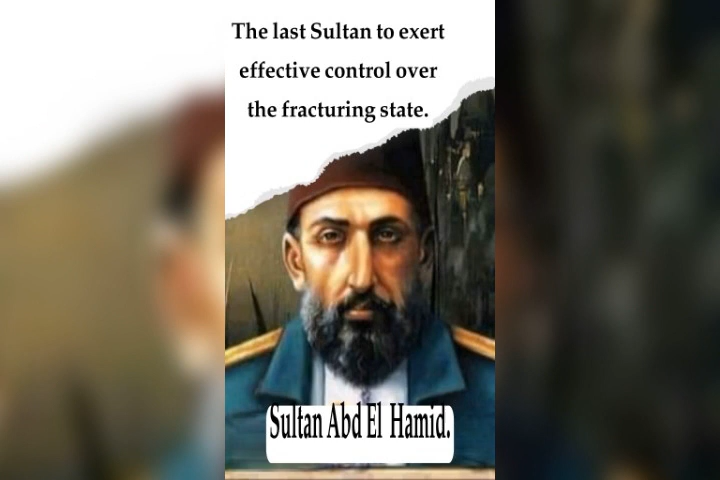 The last Sultan to exert
effective control over
the fracturing state.
Sultan Abd El Hamid.